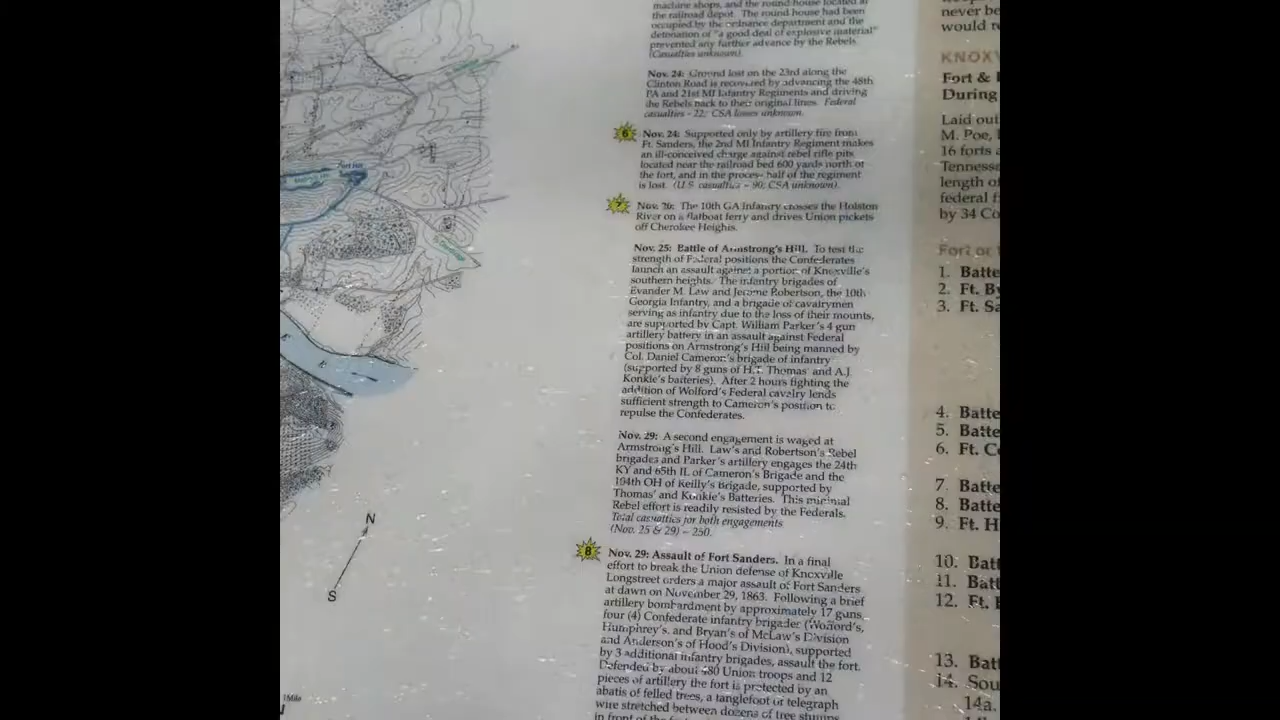 machine shops, and the round house located at
the railroad depot. The round house had been
occupied by the ordnance department and the
detonation of "a good deal of explosive material"
prevented any further advance by the Rebels.
(Casualties unknown).
Nov. 24: Ground lost on the 23rd along the
Clinton Road is recovered by advancing the 48th
PA and 21st MI Infantry Regiments and driving
the Rebels back to their original lines. Federal
casualties - 22; CSA losses unknown.
6
Nov. 24: Supported only by artillery fire from
Ft. Sanders, the 2nd MI Infantry Regiment makes
an ill-conceived charge against rebel rifle pits
located near the railroad bed 600 yards north of
the fort, and in the process half of the regiment
is lost. (U.S. casualties - 90; CSA unknown).
7
Nov. 20: The 10th GA Infantry crosses the Holston
River on a flatboat ferry and drives Union pickets
off Cherokee Heights.
Nov. 25: Battle of Armstrong's Hill. To test the
strength of Federal positions the Confederates
launch an assault against a portion of Knoxville's
southern heights. The infantry brigades of
Evander M. Law and Jerome Robertson, the 10th
Georgia Infantry, and a brigade of cavalrymen
serving as infantry due to the loss of their mounts,
are supported by Capt. William Parker's 4 gun
artillery battery in an assault against Federal
positions on Armstrong's Hill being manned by
Col. Daniel Cameron's brigade of infantry
(supported by 8 guns of H.T. Thomas' and A.J.
Konkle's batteries). After 2 hours fighting the
addition of Wolford's Federal cavalry lends
sufficient strength to Cameron's position to
repulse the Confederates.
Nov. 29: A second engagement is waged at
Armstrong's Hill. Law's and Robertson's Rebel
brigades and Parker's artillery engages the 24th
KY and 65th IL of Cameron's Brigade and the
104th OH of Reilly's Brigade, supported by
Thomas' and Konkle's Batteries. This minimal
Rebel effort is readily resisted by the Federals.
Total casualties for both engagements
(Nov. 25 & 29) - 250.
8
Nov. 29: Assault of Fort Sanders. In a final
effort to break the Union defense of Knoxville
Longstreet orders a major assault of Fort Sanders
at dawn on November 29, 1863. Following a brief
artillery bombardment by approximately 17 guns,
four (4) Confederate infantry brigades (Wofford's,
Humphrey's, and Bryan's of McLaw's Division
and Anderson's of Hood's Division), supported
by 3 additional infantry brigades, assault the fort.
Defended by about 480 Union troops and 12
pieces of artillery the fort is protected by an
abatis of felled trees, a tanglefoot of telegraph
wire stretched between dozens of tree stumps
in front of the
never be
would
KNOX
Fort &
During
Laid out
M. Poe,
16 forts
Tennessee
length of
federal
by 34 Co
Fort or
1. Batte
2. Ft. B
3. Ft. Sa
4. Batte
5. Batte
6. Ft. C
7. Batte
8. Batte
9. Ft. H
10. Batt
11. Batt
12. Ft.
13. Bat
14. Sou
14a.
N
S
Mile